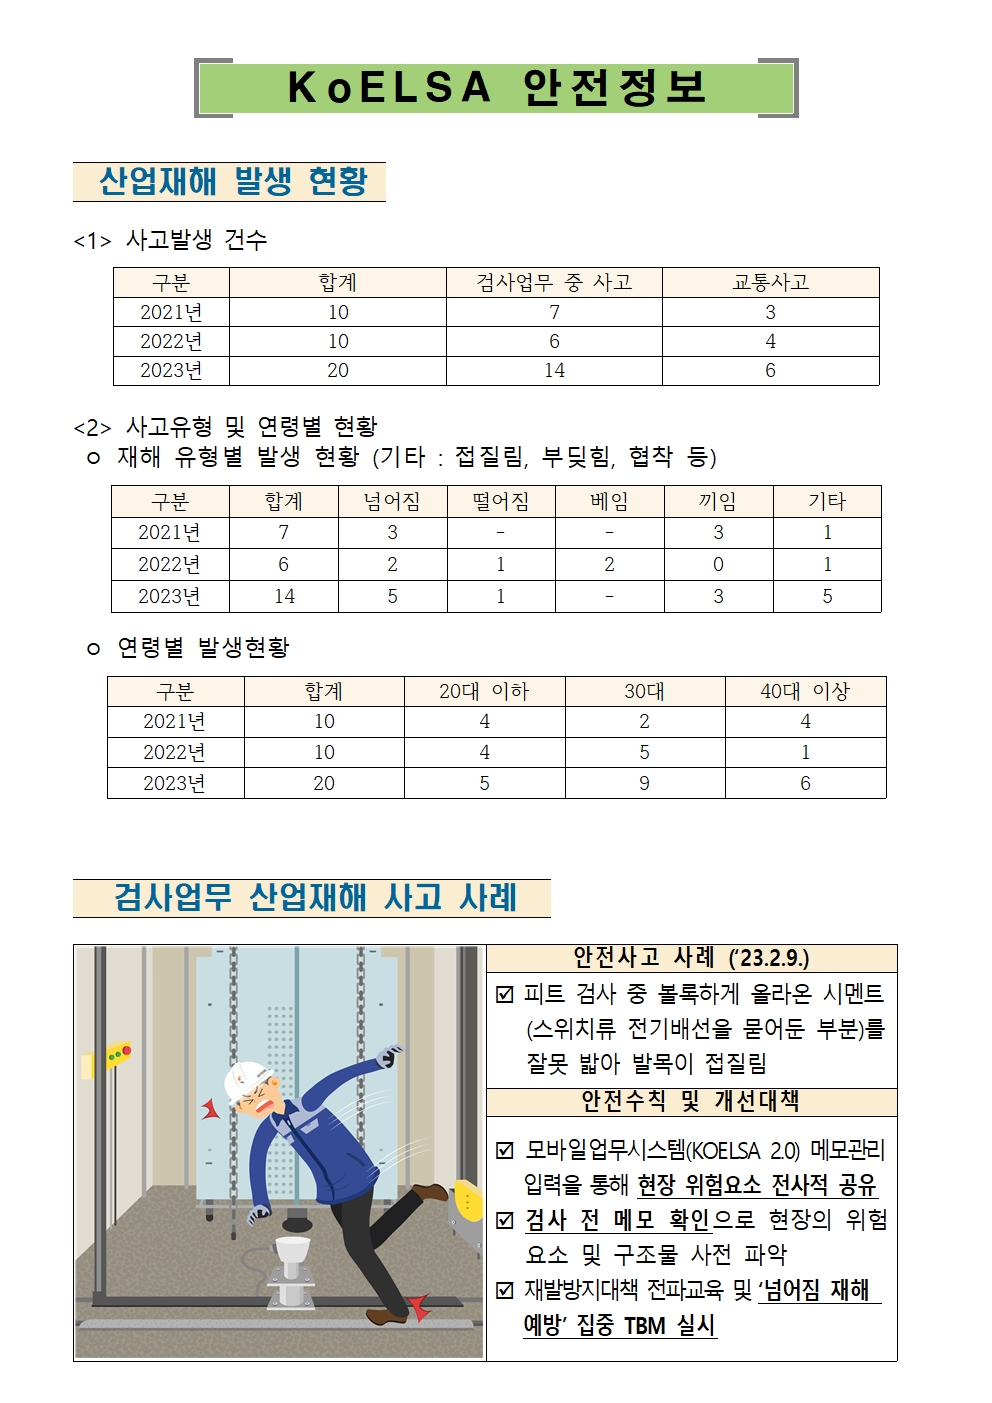 KoELSA 안전정보
산업재해 발생 현황
<1> 사고발생 건수
구분 합계 검사업무 중 사고 교통사고
2021년 10 7 3
2022년 10 6 4
2023년 20 14 6
<2> 사고유형 및 연령별 현황
ㅇ 재해 유형별 발생 현황 (기타 : 접질림, 부딪힘, 협착 등)
구분 합계 넘어짐 떨어짐 베임 끼임 기타
2021년 7 3 - - 3 1
2022년 6 2 1 2 0 1
2023년 14 5 1 - 3 5
ㅇ 연령별 발생현황
구분 합계 20대 이하 30대 40대 이상
2021년 10 4 2 4
2022년 10 4 5 1
2023년 20 5 9 6
검사업무 산업재해 사고 사례
안전사고 사례 (‘23.2.9.)
☑ 피트 검사 중 볼록하게 올라온 시멘트
(스위치류 전기배선을 묻어둔 부분)를
잘못 밟아 발목이 접질림
안전수칙 및 개선대책
☑ 모바일업무시스템(KOELSA 2.0) 메모관리
입력을 통해 현장 위험요소 전사적 공유
☑ 검사 전 메모 확인으로 현장의 위험
요소 및 구조물 사전 파악
☑ 재발방지대책 전파교육 및 ‘넘어짐 재해
예방’ 집중 TBM 실시